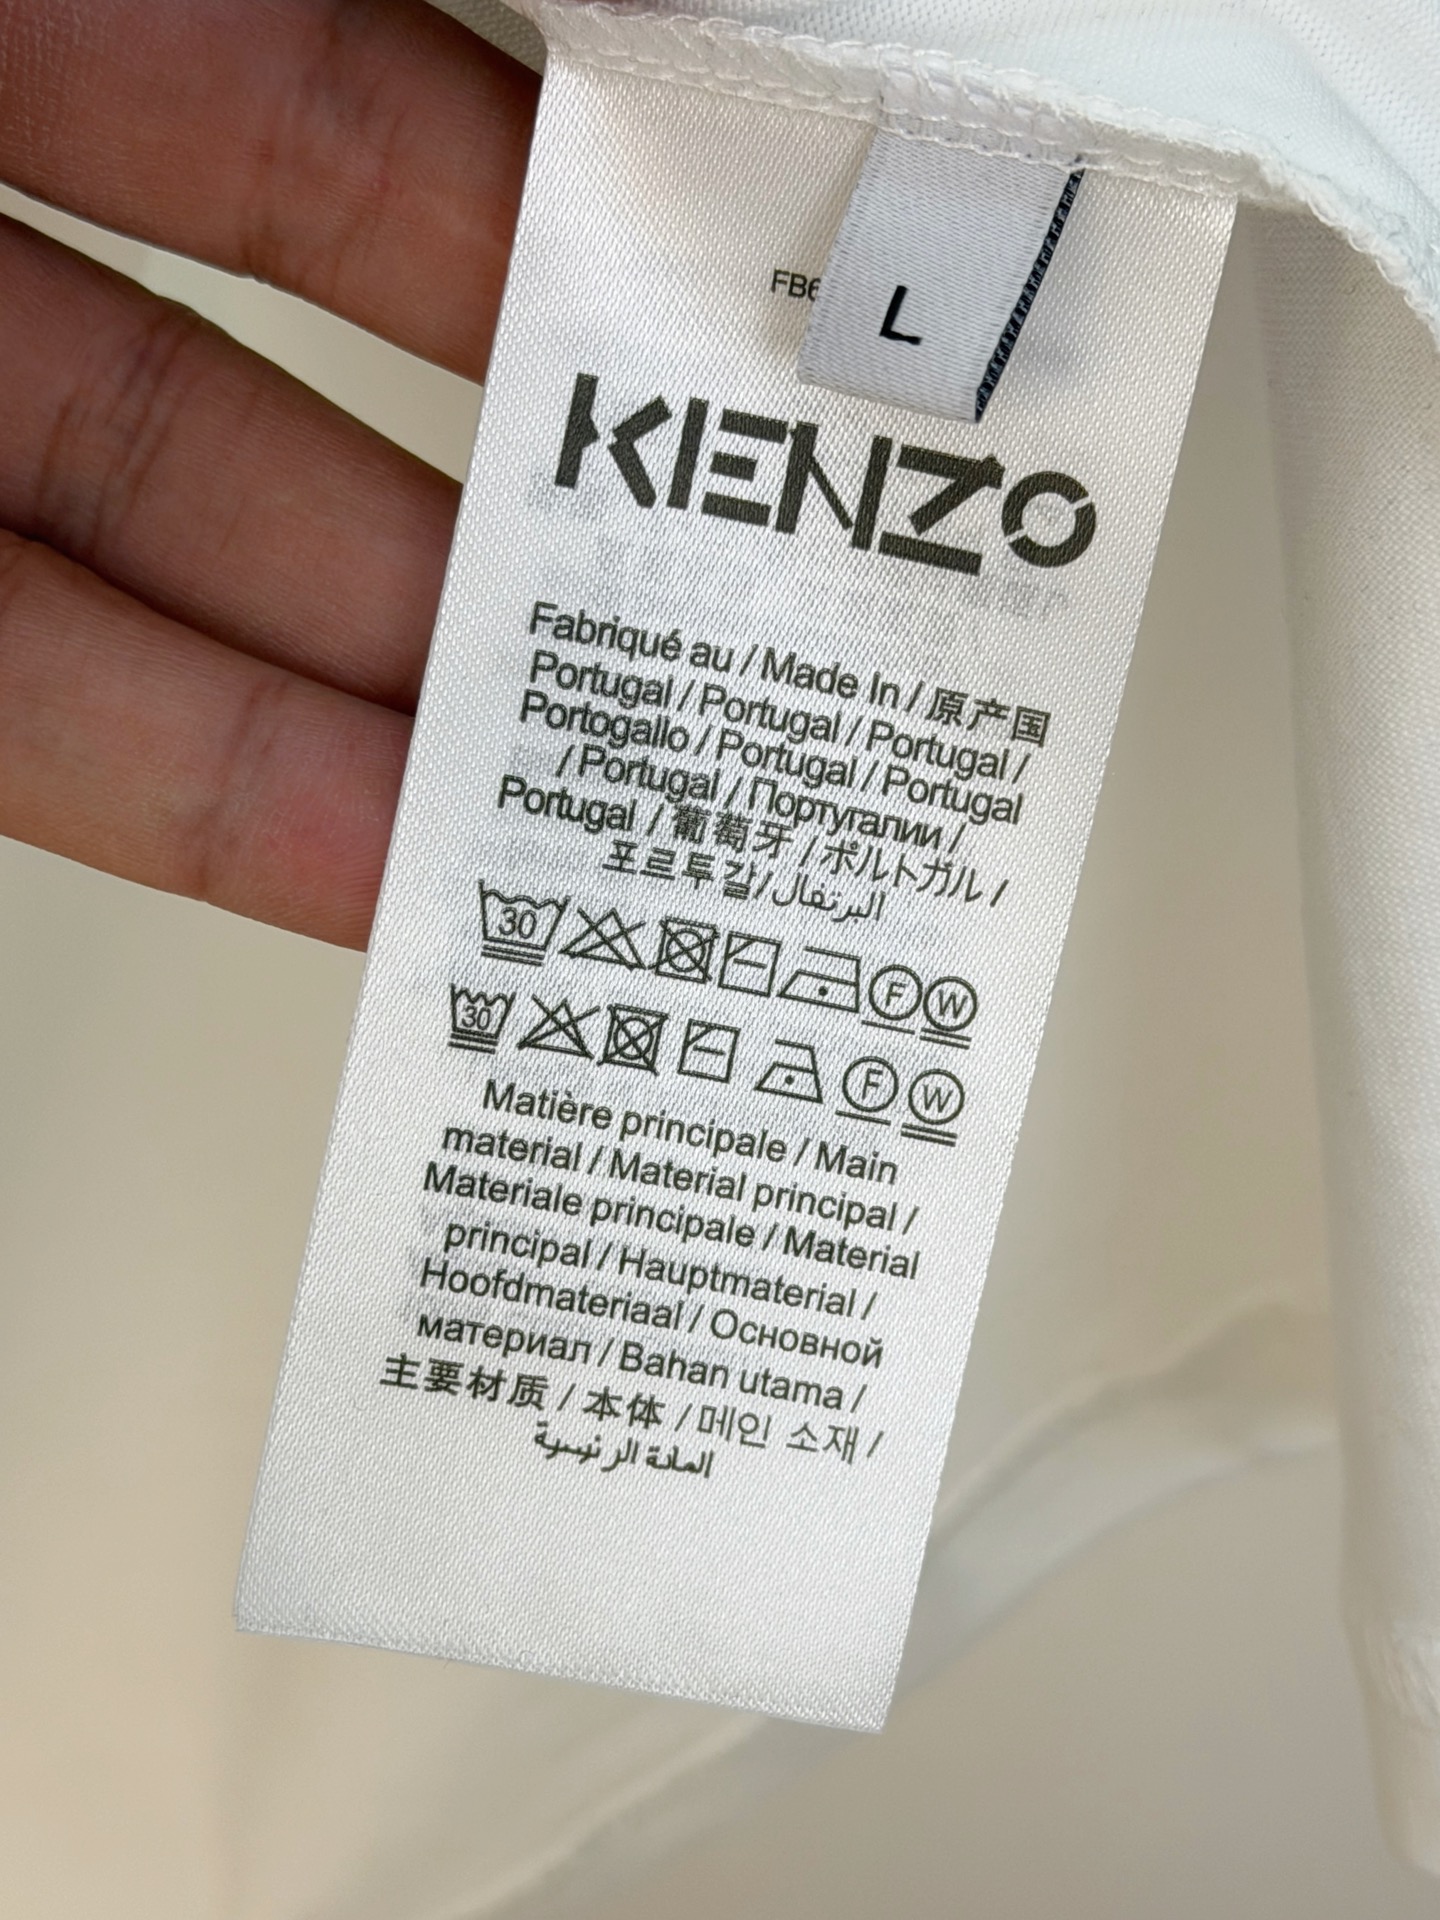 L
FB6
KENZO
Fabriqué au / Made In / 原产国
Portugal / Portugal / Portugal /
Portogallo / Portugal / Portugal
/ Portugal / Португалии /
Portugal / 葡萄牙 / ポルトガル /
포르투갈/البرتغال
30 F W
30 F W
Matière principale / Main
material / Material principal /
Materiale principale / Material
principal / Hauptmaterial /
Hoofdmateriaal / Основной
материал / Bahan utama /
主要材质 / 本体 / 메인 소재 /
المادة الرئيسية